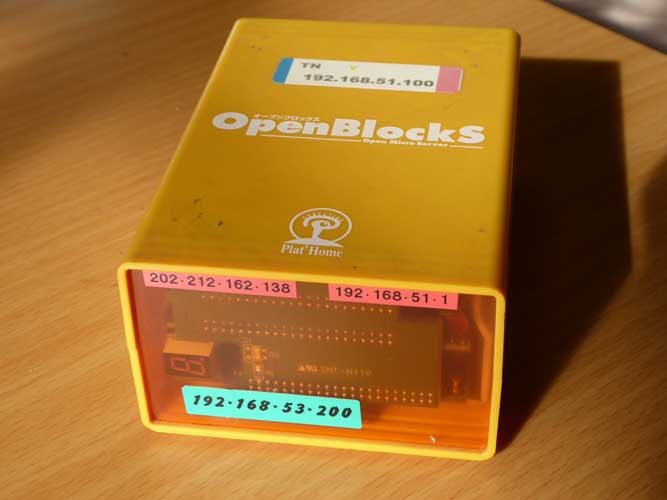 TN
192.168.51.100
オープンブロックス
OpenBlockS
Open Micro Server
Plat'Home
202·212·162·138
192·168·51·1
192·168·53·200